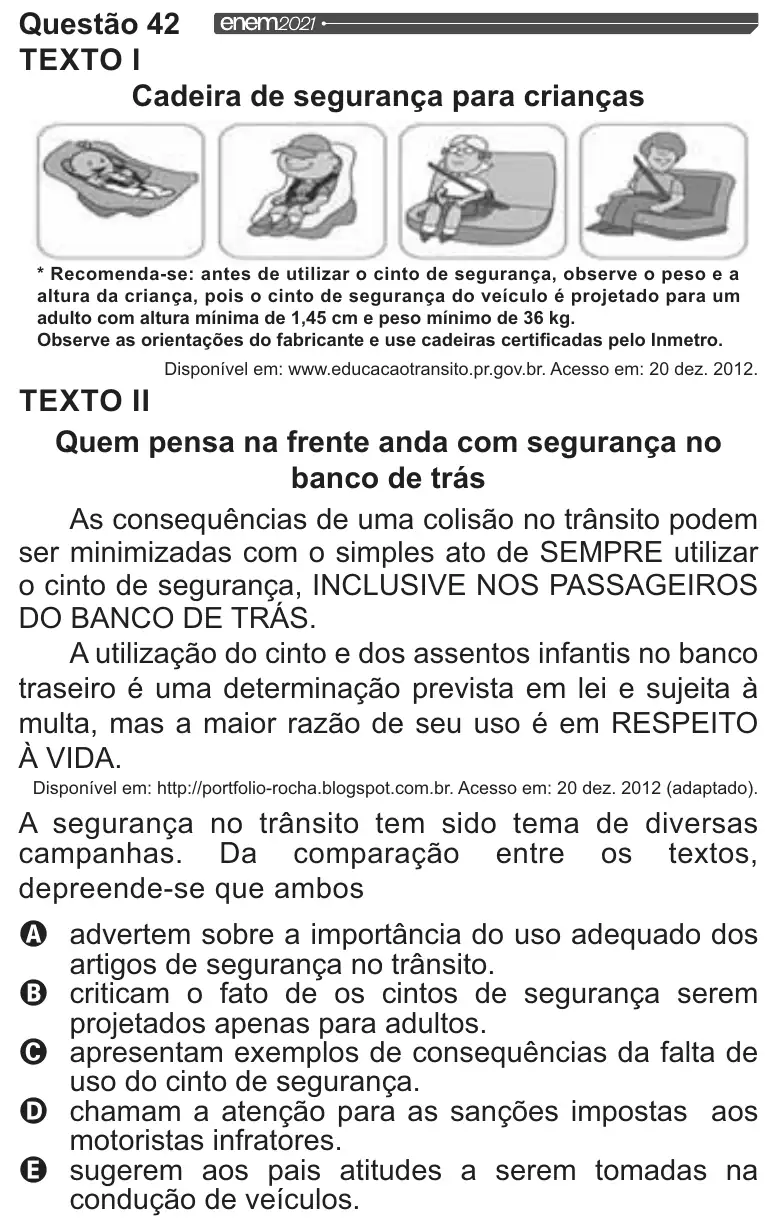 Questão 42 enem2021
TEXTO I
Cadeira de segurança para crianças
* Recomenda-se: antes de utilizar o cinto de segurança, observe o peso e a
altura da criança, pois o cinto de segurança do veículo é projetado para um
adulto com altura mínima de 1,45 cm e peso mínimo de 36 kg.
Observe as orientações do fabricante e use cadeiras certificadas pelo Inmetro.
Disponível em: www.educacaotransito.pr.gov.br. Acesso em: 20 dez. 2012.
TEXTO II
Quem pensa na frente anda com segurança no
banco de trás
As consequências de uma colisão no trânsito podem
ser minimizadas com o simples ato de SEMPRE utilizar
o cinto de segurança, INCLUSIVE NOS PASSAGEIROS
DO BANCO DE TRÁS.
A utilização do cinto e dos assentos infantis no banco
traseiro é uma determinação prevista em lei e sujeita à
multa, mas a maior razão de seu uso é em RESPEITO
À VIDA.
Disponível em: http://portfolio-rocha.blogspot.com.br. Acesso em: 20 dez. 2012 (adaptado).
A segurança no trânsito tem sido tema de diversas
campanhas. Da comparação entre os textos,
depreende-se que ambos
A advertem sobre a importância do uso adequado dos
artigos de segurança no trânsito.
B criticam o fato de os cintos de segurança serem
projetados apenas para adultos.
C apresentam exemplos de consequências da falta de
uso do cinto de segurança.
D chamam a atenção para as sanções impostas aos
motoristas infratores.
E sugerem aos pais atitudes a serem tomadas na
condução de veículos.